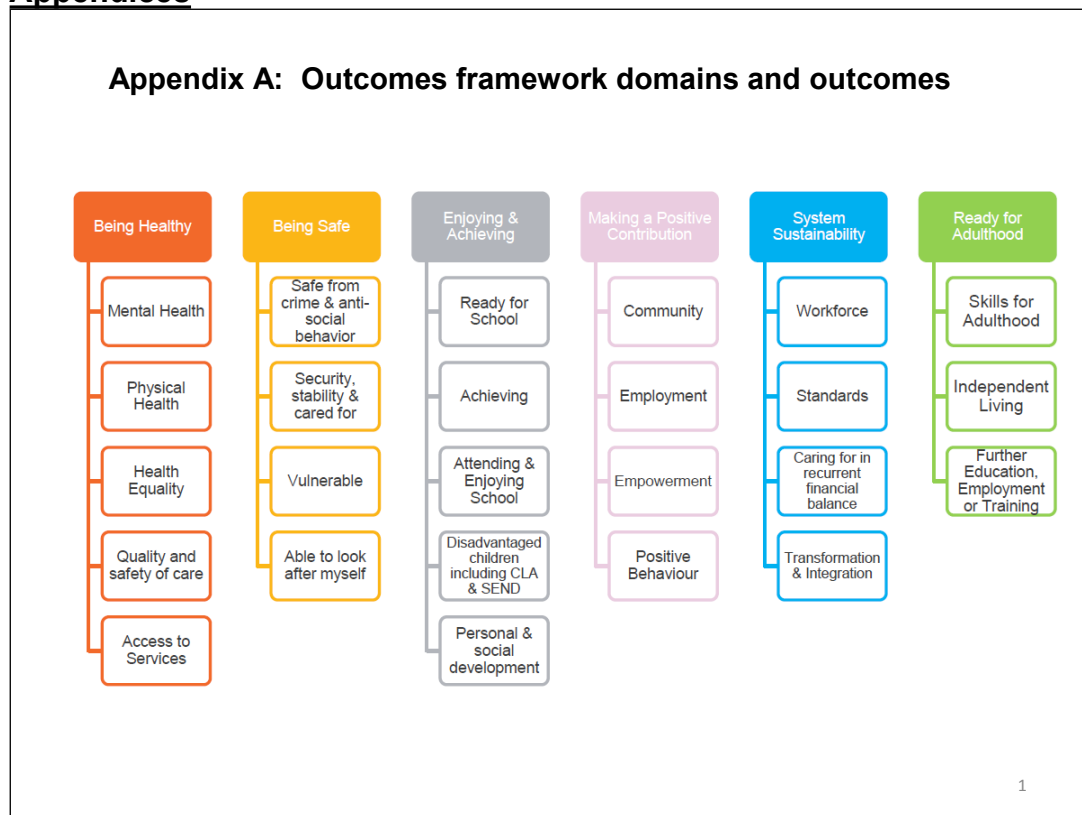 Appendices
Appendix A: Outcomes framework domains and outcomes
Being Healthy
Mental Health
Physical
Health
Health
Equality
Quality and
safety of care
Access to
Services
Being Safe
Safe from
crime & anti-
social
behavior
Security,
stability &
cared for
Vulnerable
Able to look
after myself
Enjoying &
Achieving
Ready for
School
Achieving
Attending &
Enjoying
School
Disadvantaged
children
including CLA
& SEND
Personal &
social
development
Making a Positive
Contribution
Community
Employment
Empowerment
Positive
Behaviour
System
Sustainability
Workforce
Standards
Caring for in
recurrent
financial
balance
Transformation
& Integration
Ready for
Adulthood
Skills for
Adulthood
Independent
Living
Further
Education,
Employment
or Training
1